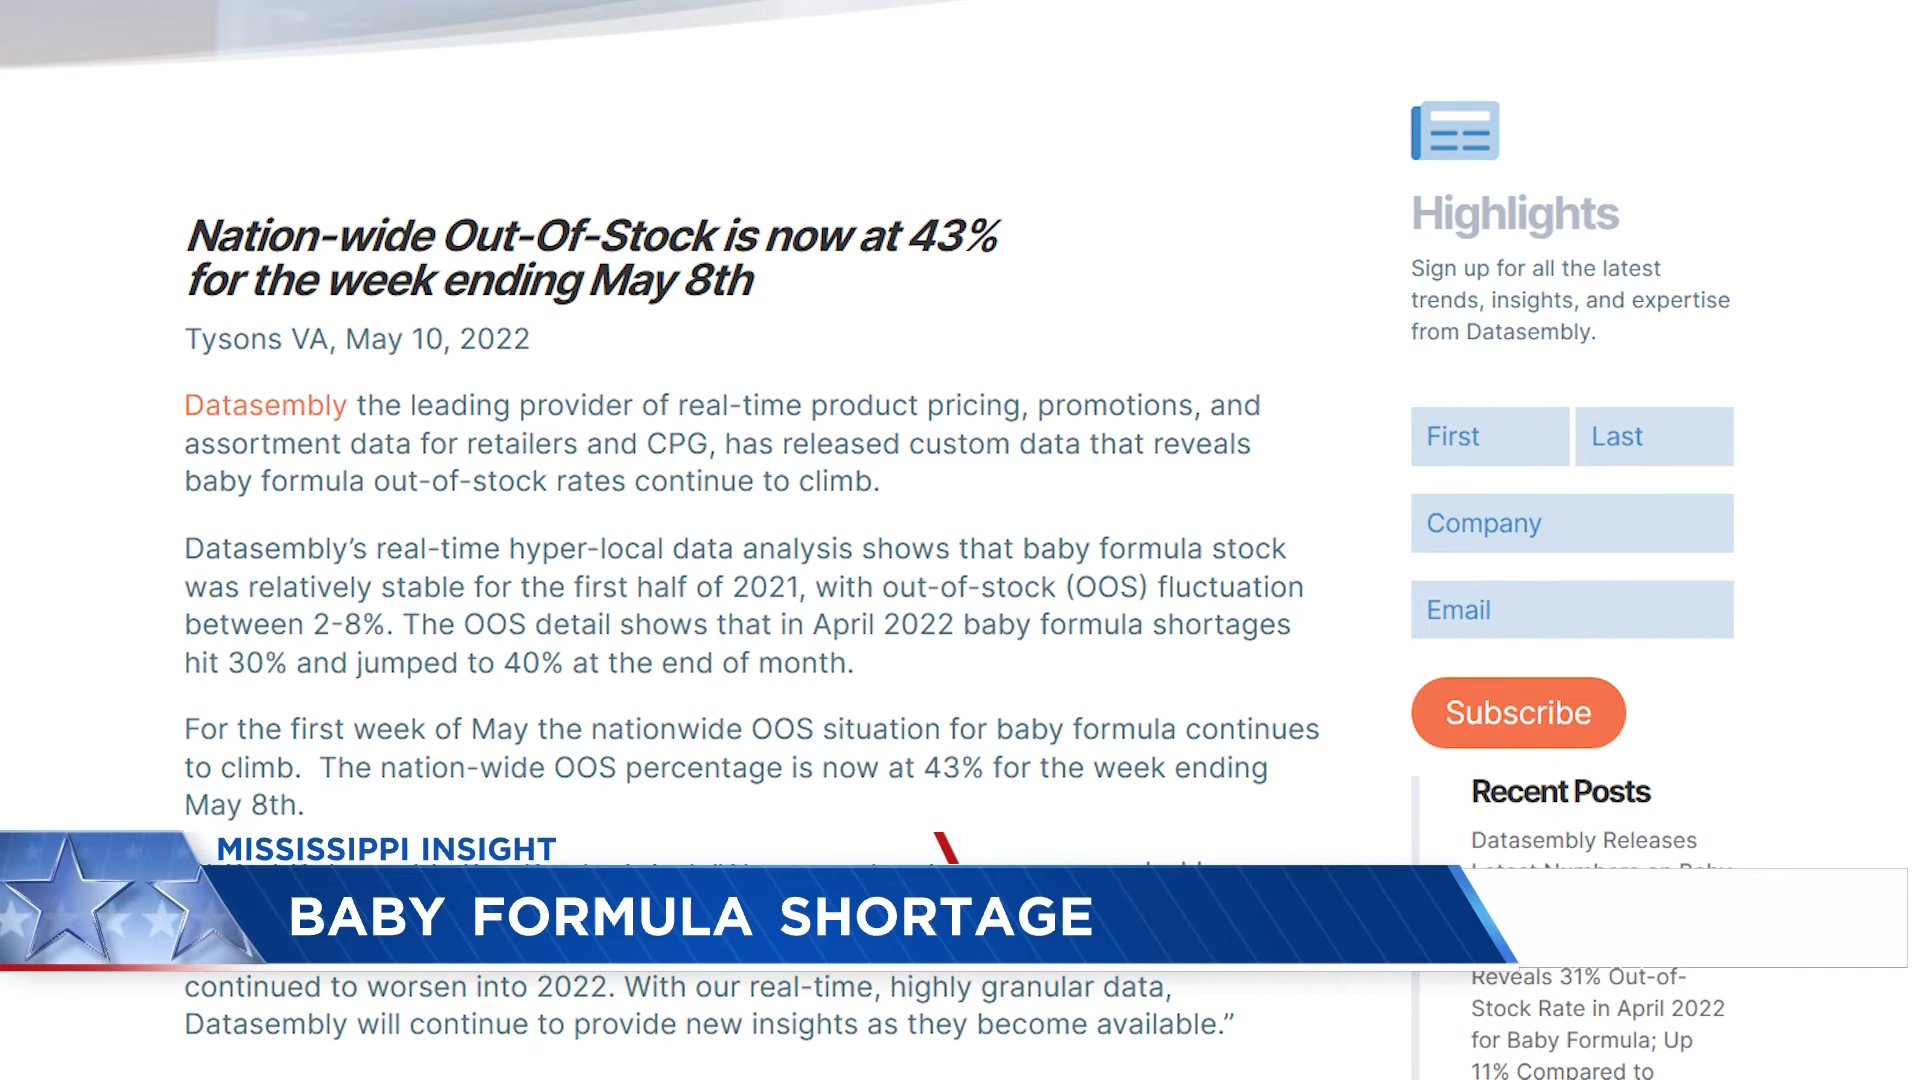 Nation-wide Out-Of-Stock is now at 43%
for the week ending May 8th
Tysons VA, May 10, 2022
Datasembly the leading provider of real-time product pricing, promotions, and
assortment data for retailers and CPG, has released custom data that reveals
baby formula out-of-stock rates continue to climb.
Datasembly’s real-time hyper-local data analysis shows that baby formula stock
was relatively stable for the first half of 2021, with out-of-stock (OOS) fluctuation
between 2-8%. The OOS detail shows that in April 2022 baby formula shortages
hit 30% and jumped to 40% at the end of month.
For the first week of May the nationwide OOS situation for baby formula continues
to climb.  The nation-wide OOS percentage is now at 43% for the week ending
May 8th.
continued to worsen into 2022. With our real-time, highly granular data,
Datasembly will continue to provide new insights as they become available.”
Highlights
Sign up for all the latest
trends, insights, and expertise
from Datasembly.
First
Last
Company
Email
Subscribe
Recent Posts
Datasembly Releases
Reveals 31% Out-of-
Stock Rate in April 2022
for Baby Formula; Up
11% Compared to
MISSISSIPPI INSIGHT
BABY FORMULA SHORTAGE